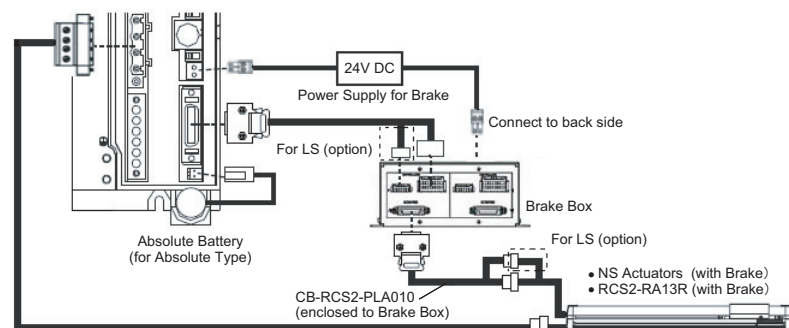 24V DC
Power Supply for Brake
Connect to back side
For LS (option)
Brake Box
Absolute Battery
(for Absolute Type)
For LS (option)
CB-RCS2-PLA010
(enclosed to Brake Box)
• NS Actuators (with Brake)
• RCS2-RA13R (with Brake)